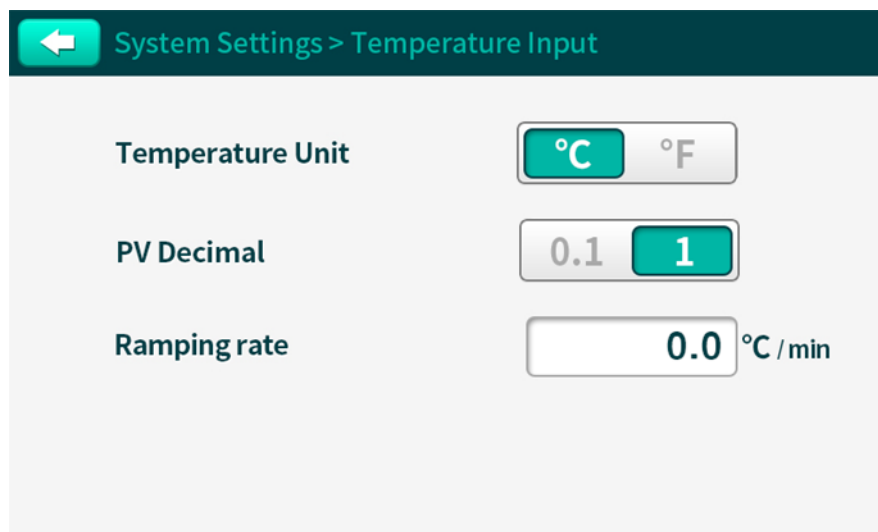 System Settings > Temperature Input
Temperature Unit °C °F
PV Decimal 0.1 1
Ramping rate 0.0 °C / min